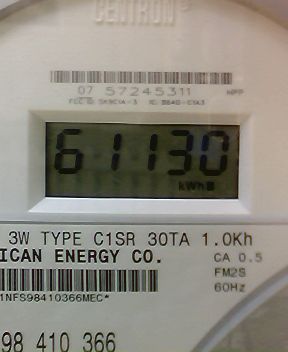 CENTRON
07 57245311
61130
kWh
3W TYPE C1SR 30TA 1.0Kh
ICAN ENERGY CO. CA 0.5
FM2S
60Hz
1NFS98410366MEC*
98 410 366